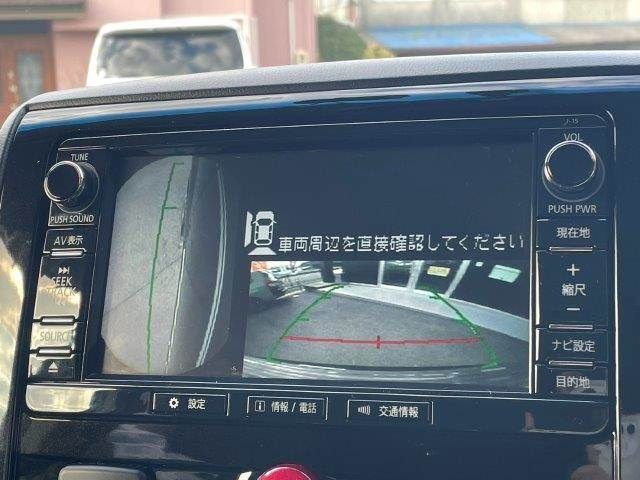 J-15
TUNE
PUSH SOUND
AV表示
SEEK
TRACK
SOURCE
車両周辺を直接確認してください
VOL
PUSH PWR
現在地
+
縮尺
−
ナビ設定
目的地
設定
i 情報 / 電話
交通情報